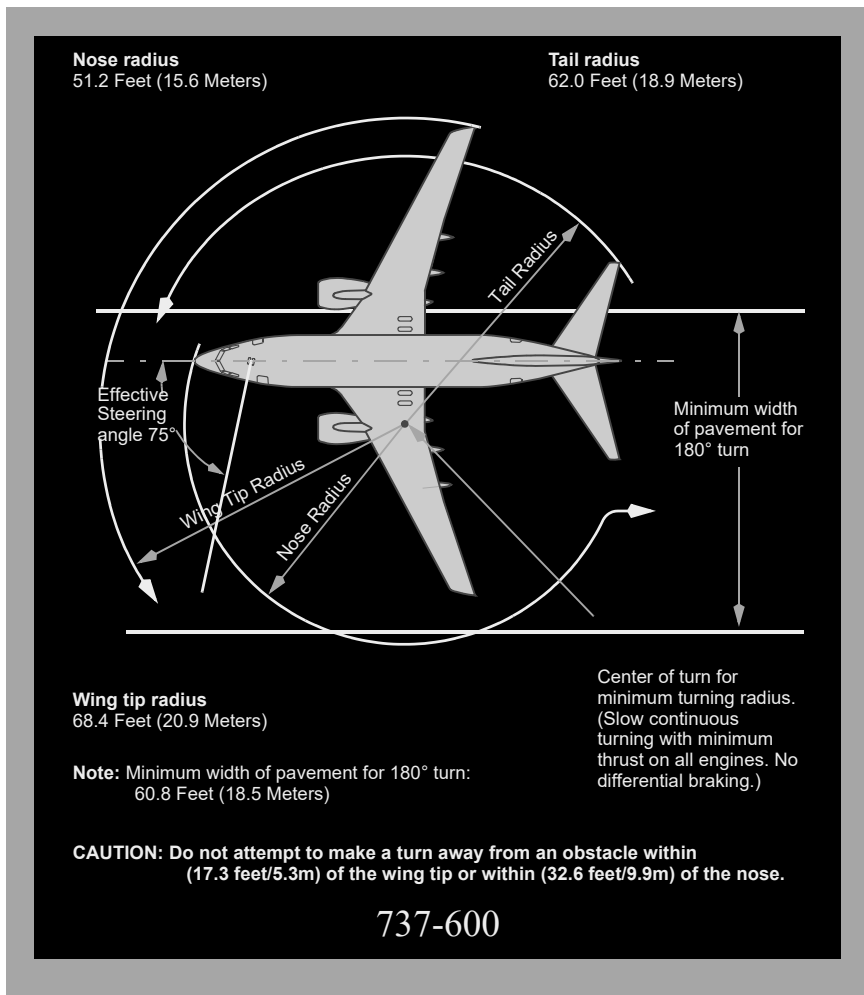 Nose radius
51.2 Feet (15.6 Meters)
Tail radius
62.0 Feet (18.9 Meters)
Tail Radius
Effective
Steering
angle 75°
Minimum width
of pavement for
180° turn
Wing Tip Radius
Nose Radius
Center of turn for
minimum turning radius.
(Slow continuous
turning with minimum
thrust on all engines. No
differential braking.)
Wing tip radius
68.4 Feet (20.9 Meters)
Note: Minimum width of pavement for 180° turn:
60.8 Feet (18.5 Meters)
CAUTION: Do not attempt to make a turn away from an obstacle within
(17.3 feet/5.3m) of the wing tip or within (32.6 feet/9.9m) of the nose.
737-600